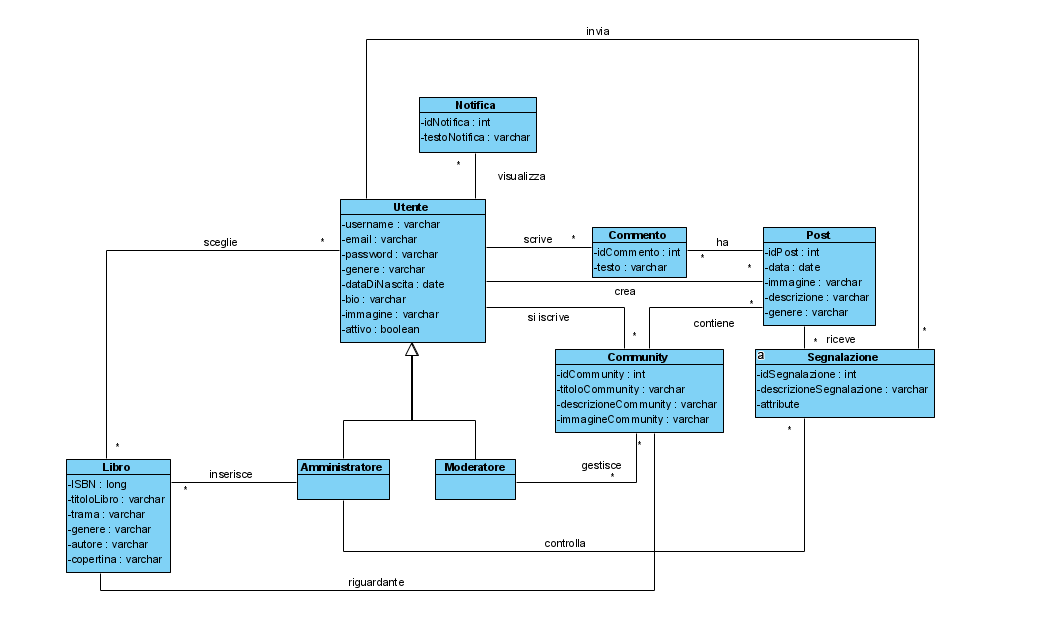 invia
Notifica
-idNotifica : int
-testoNotifica : varchar
*
visualizza
Utente
-username : varchar
-email : varchar
-password : varchar
-genere : varchar
-dataDiNascita : date
-bio : varchar
-immagine : varchar
-attivo : boolean
sceglie
*
scrive
*
Commento
-idCommento : int
-testo : varchar
ha
*
*
Post
-idPost : int
-data : date
-immagine : varchar
-descrizione : varchar
-genere : varchar
crea
si iscrive
*
contiene
*
*
riceve
*
Community
-idCommunity : int
-titoloCommunity : varchar
-descrizioneCommunity : varchar
-immagineCommunity : varchar
a
Segnalazione
-idSegnalazione : int
-descrizioneSegnalazione : varchar
-attribute
*
*
*
Libro
-ISBN : long
-titoloLibro : varchar
-trama : varchar
-genere : varchar
-autore : varchar
-copertina : varchar
inserisce
*
Amministratore
Moderatore
gestisce
*
controlla
riguardante